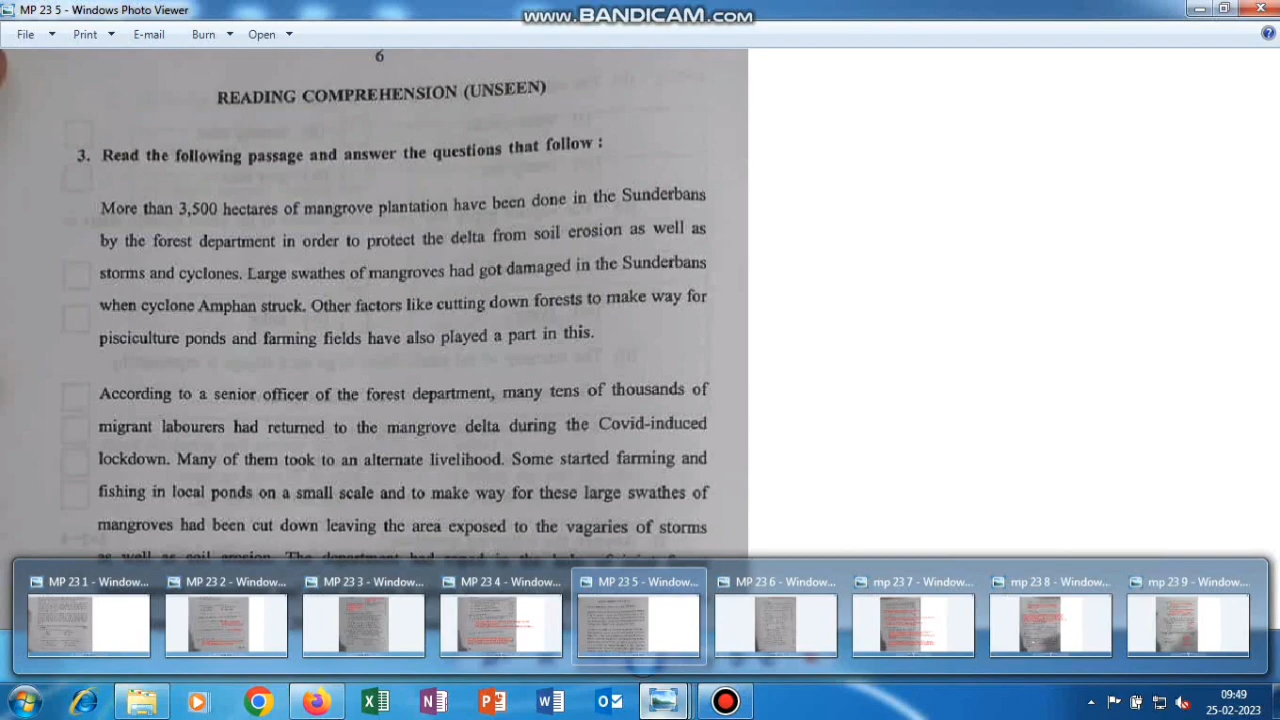 MP 23 5 - Windows Photo Viewer
www.BANDICAM.com
File Print E-mail Burn Open
6
READING COMPREHENSION (UNSEEN)
3. Read the following passage and answer the questions that follow :
More than 3,500 hectares of mangrove plantation have been done in the Sunderbans
by the forest department in order to protect the delta from soil erosion as well as
storms and cyclones. Large swathes of mangroves had got damaged in the Sunderbans
when cyclone Amphan struck. Other factors like cutting down forests to make way for
pisciculture ponds and farming fields have also played a part in this.
According to a senior officer of the forest department, many tens of thousands of
migrant labourers had returned to the mangrove delta during the Covid-induced
lockdown. Many of them took to an alternate livelihood. Some started farming and
fishing in local ponds on a small scale and to make way for these large swathes of
mangroves had been cut down leaving the area exposed to the vagaries of storms
as well as soil erosion. The department had
MP 23 1 - Window... MP 23 2 - Window... MP 23 3 - Window... MP 23 4 - Window... MP 23 5 - Window... MP 23 6 - Window... mp 23 7 - Window... mp 23 8 - Window... mp 23 9 - Window...
09:49
25-02-2023